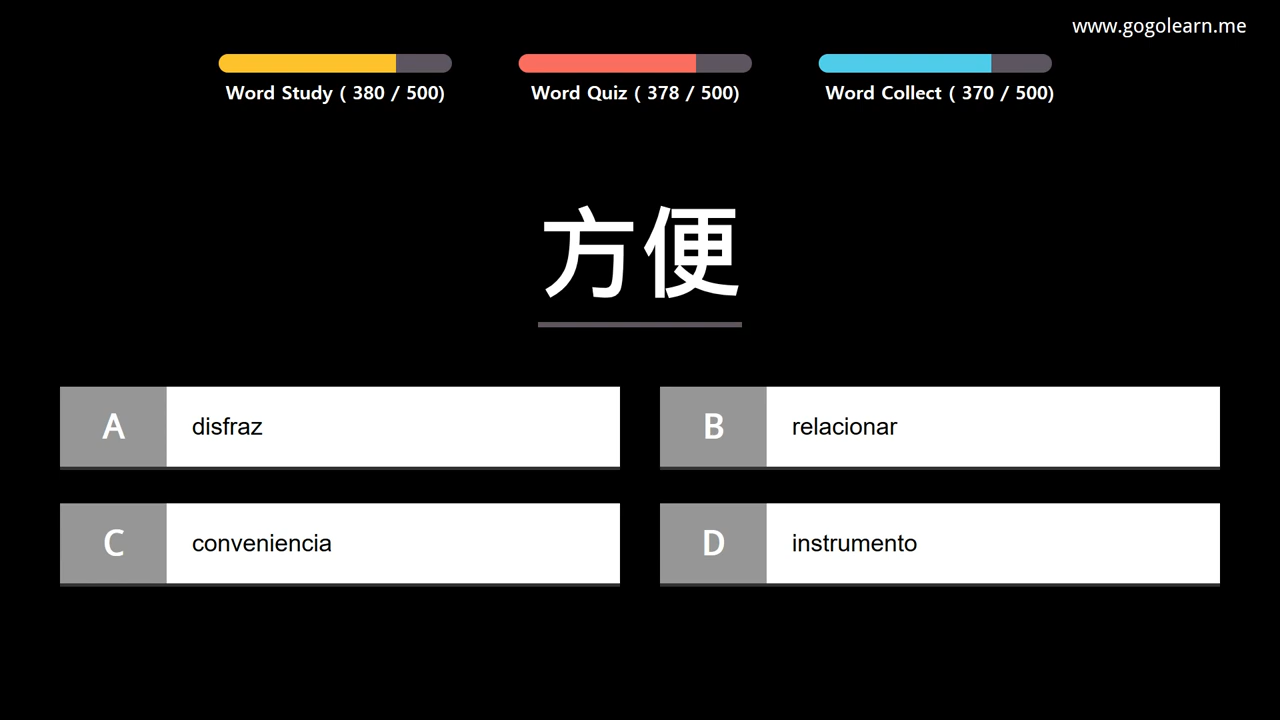 www.gogolearn.me
Word Study ( 380 / 500)
Word Quiz ( 378 / 500)
Word Collect ( 370 / 500)
方便
A disfraz
B relacionar
C conveniencia
D instrumento